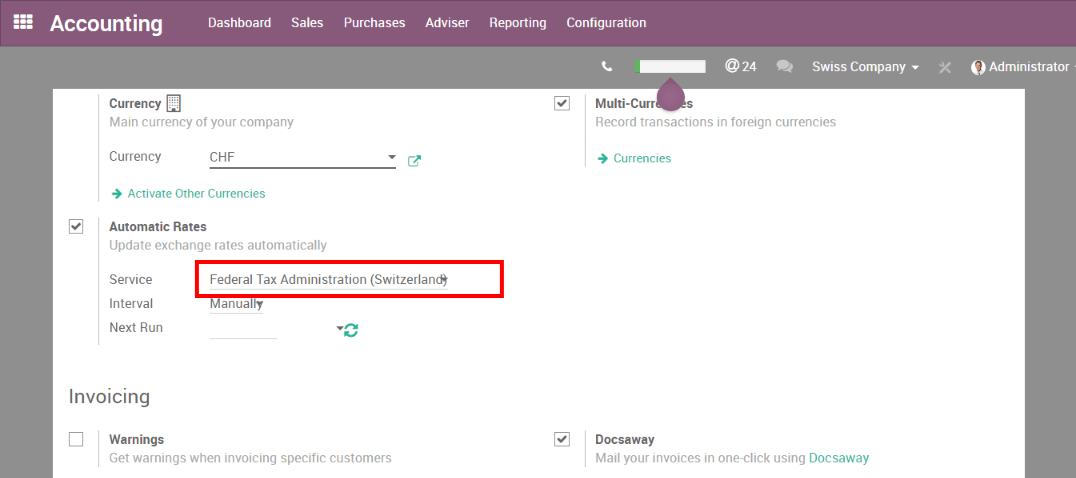 Accounting Dashboard Sales Purchases Adviser Reporting Configuration
@24 Swiss Company Administrator
Currency
Main currency of your company
Currency CHF
Activate Other Currencies
Multi-Currencies
Record transactions in foreign currencies
Currencies
Automatic Rates
Update exchange rates automatically
Service Federal Tax Administration (Switzerland)
Interval Manually
Next Run
Invoicing
Warnings
Get warnings when invoicing specific customers
Docsaway
Mail your invoices in one-click using Docsaway